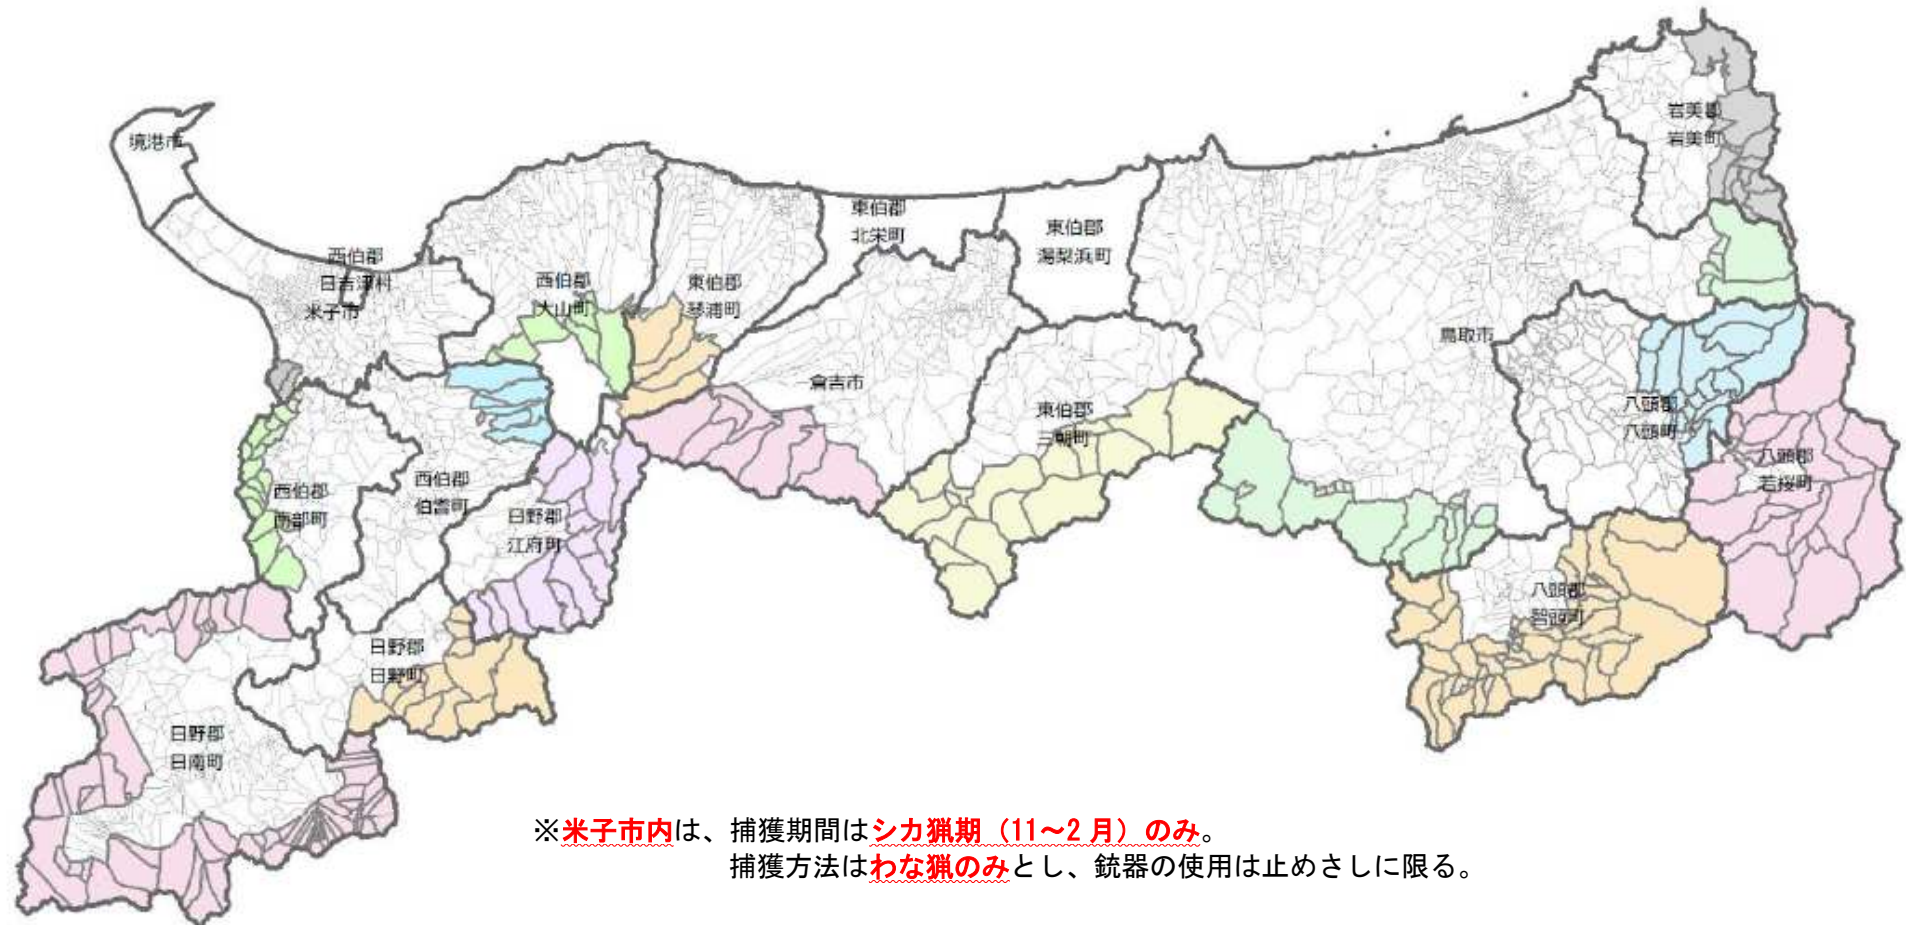 境港市
岩美郡
岩美町
東伯郡
北栄町
東伯郡
湯梨浜町
西伯郡
日吉津村
米子市
西伯郡
大山町
東伯郡
琴浦町
鳥取市
倉吉市
東伯郡
三朝町
八頭郡
八頭町
八頭郡
若桜町
西伯郡
南部町
西伯郡
伯耆町
日野郡
江府町
八頭郡
智頭町
日野郡
日野町
日野郡
日南町
※米子市内は、捕獲期間はシカ猟期（11～2月）のみ。
捕獲方法はわな猟のみとし、銃器の使用は止めさしに限る。